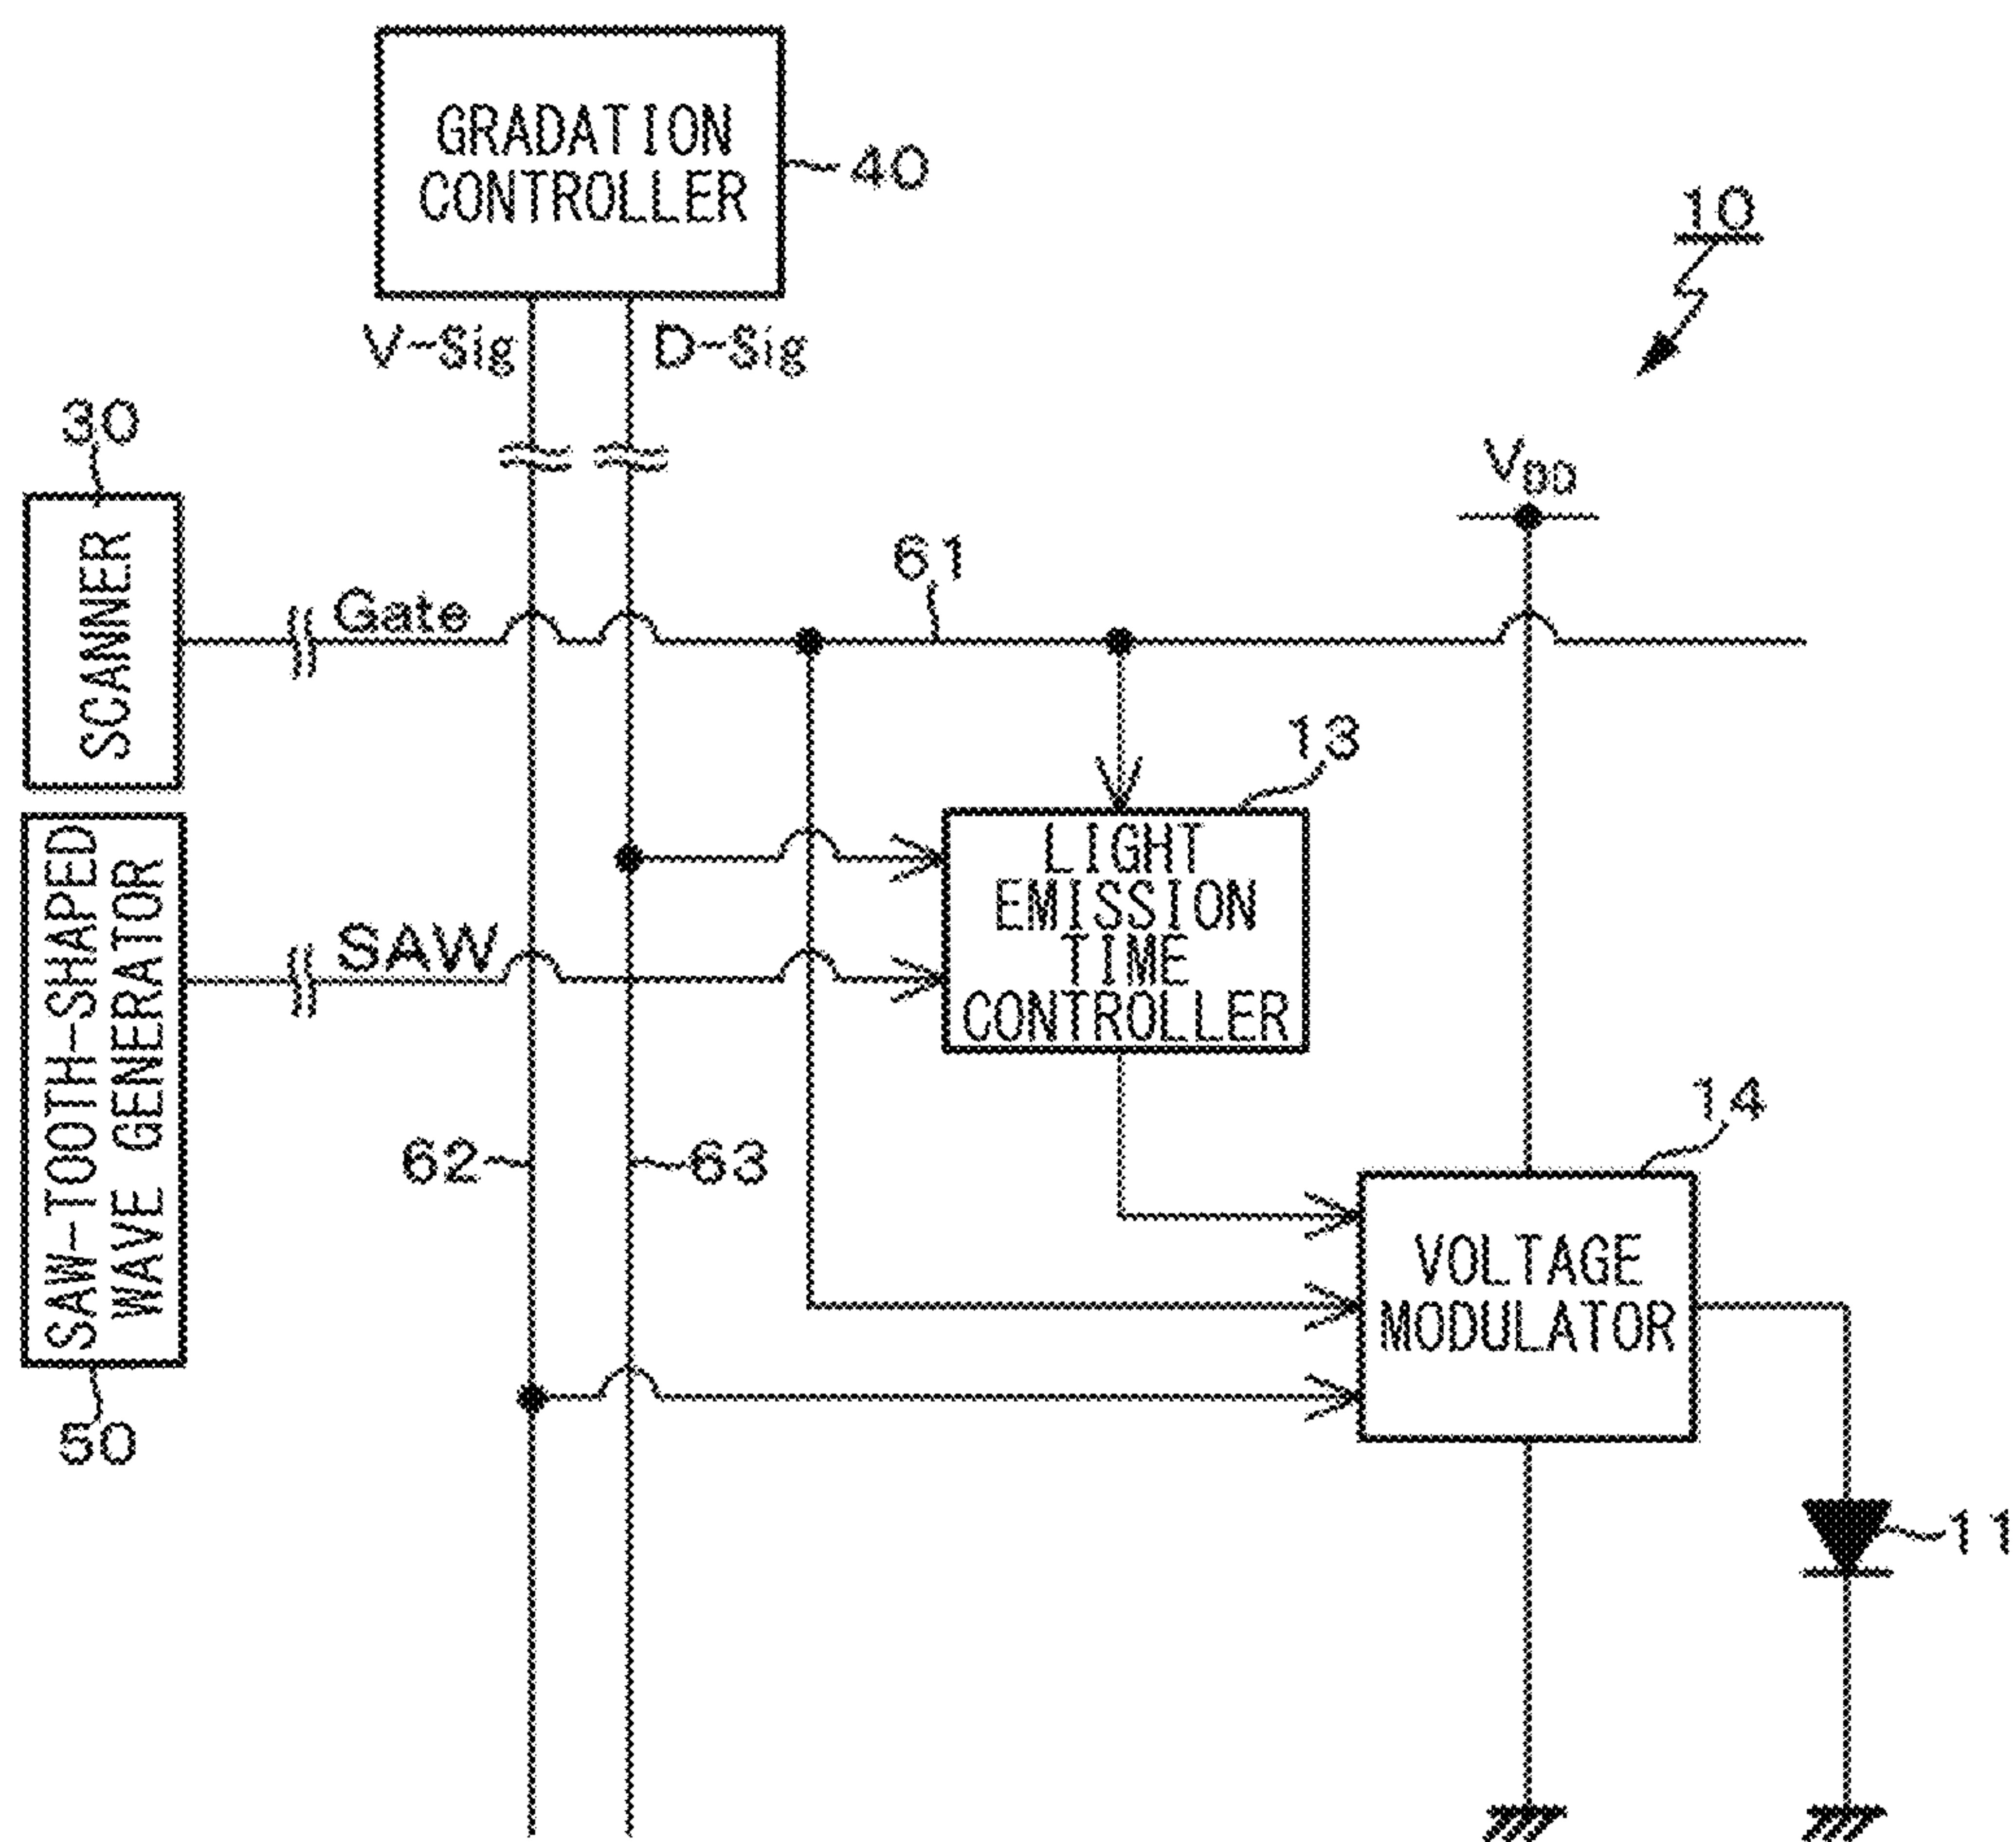 GRADATION
CONTROLLER
40
10
V-Sig
D-Sig
30
VDD
SCANNER
Gate
61
13
LIGHT
EMISSION
TIME
CONTROLLER
SAW-TOOTH-SHAPED
WAVE GENERATOR
SAW
62
63
14
VOLTAGE
MODULATOR
50
11